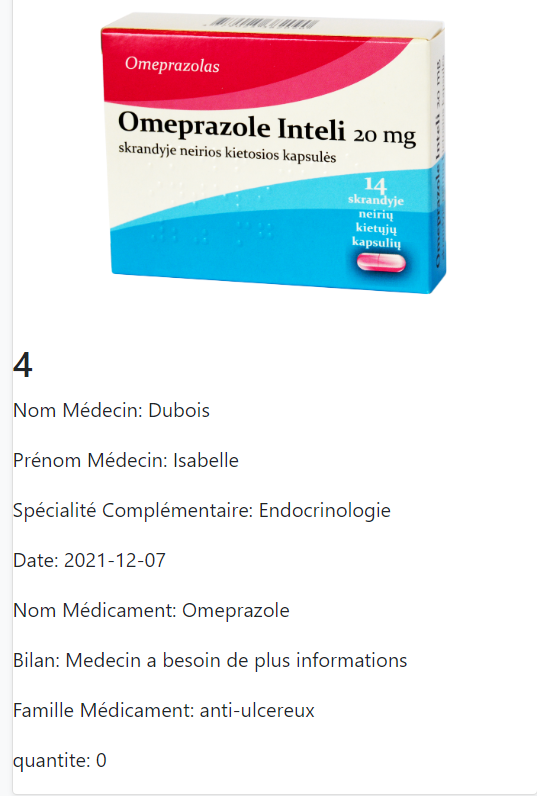 Omeprazolas
Omeprazole Inteli 20 mg
skrandyje neirios kietosios kapsulės
14
skrandyje
neirių
kietųjų
kapsulių
Omeprazole Inteli 20 mg
4
Nom Médecin: Dubois
Prénom Médecin: Isabelle
Spécialité Complémentaire: Endocrinologie
Date: 2021-12-07
Nom Médicament: Omeprazole
Bilan: Medecin a besoin de plus informations
Famille Médicament: anti-ulcereux
quantite: 0